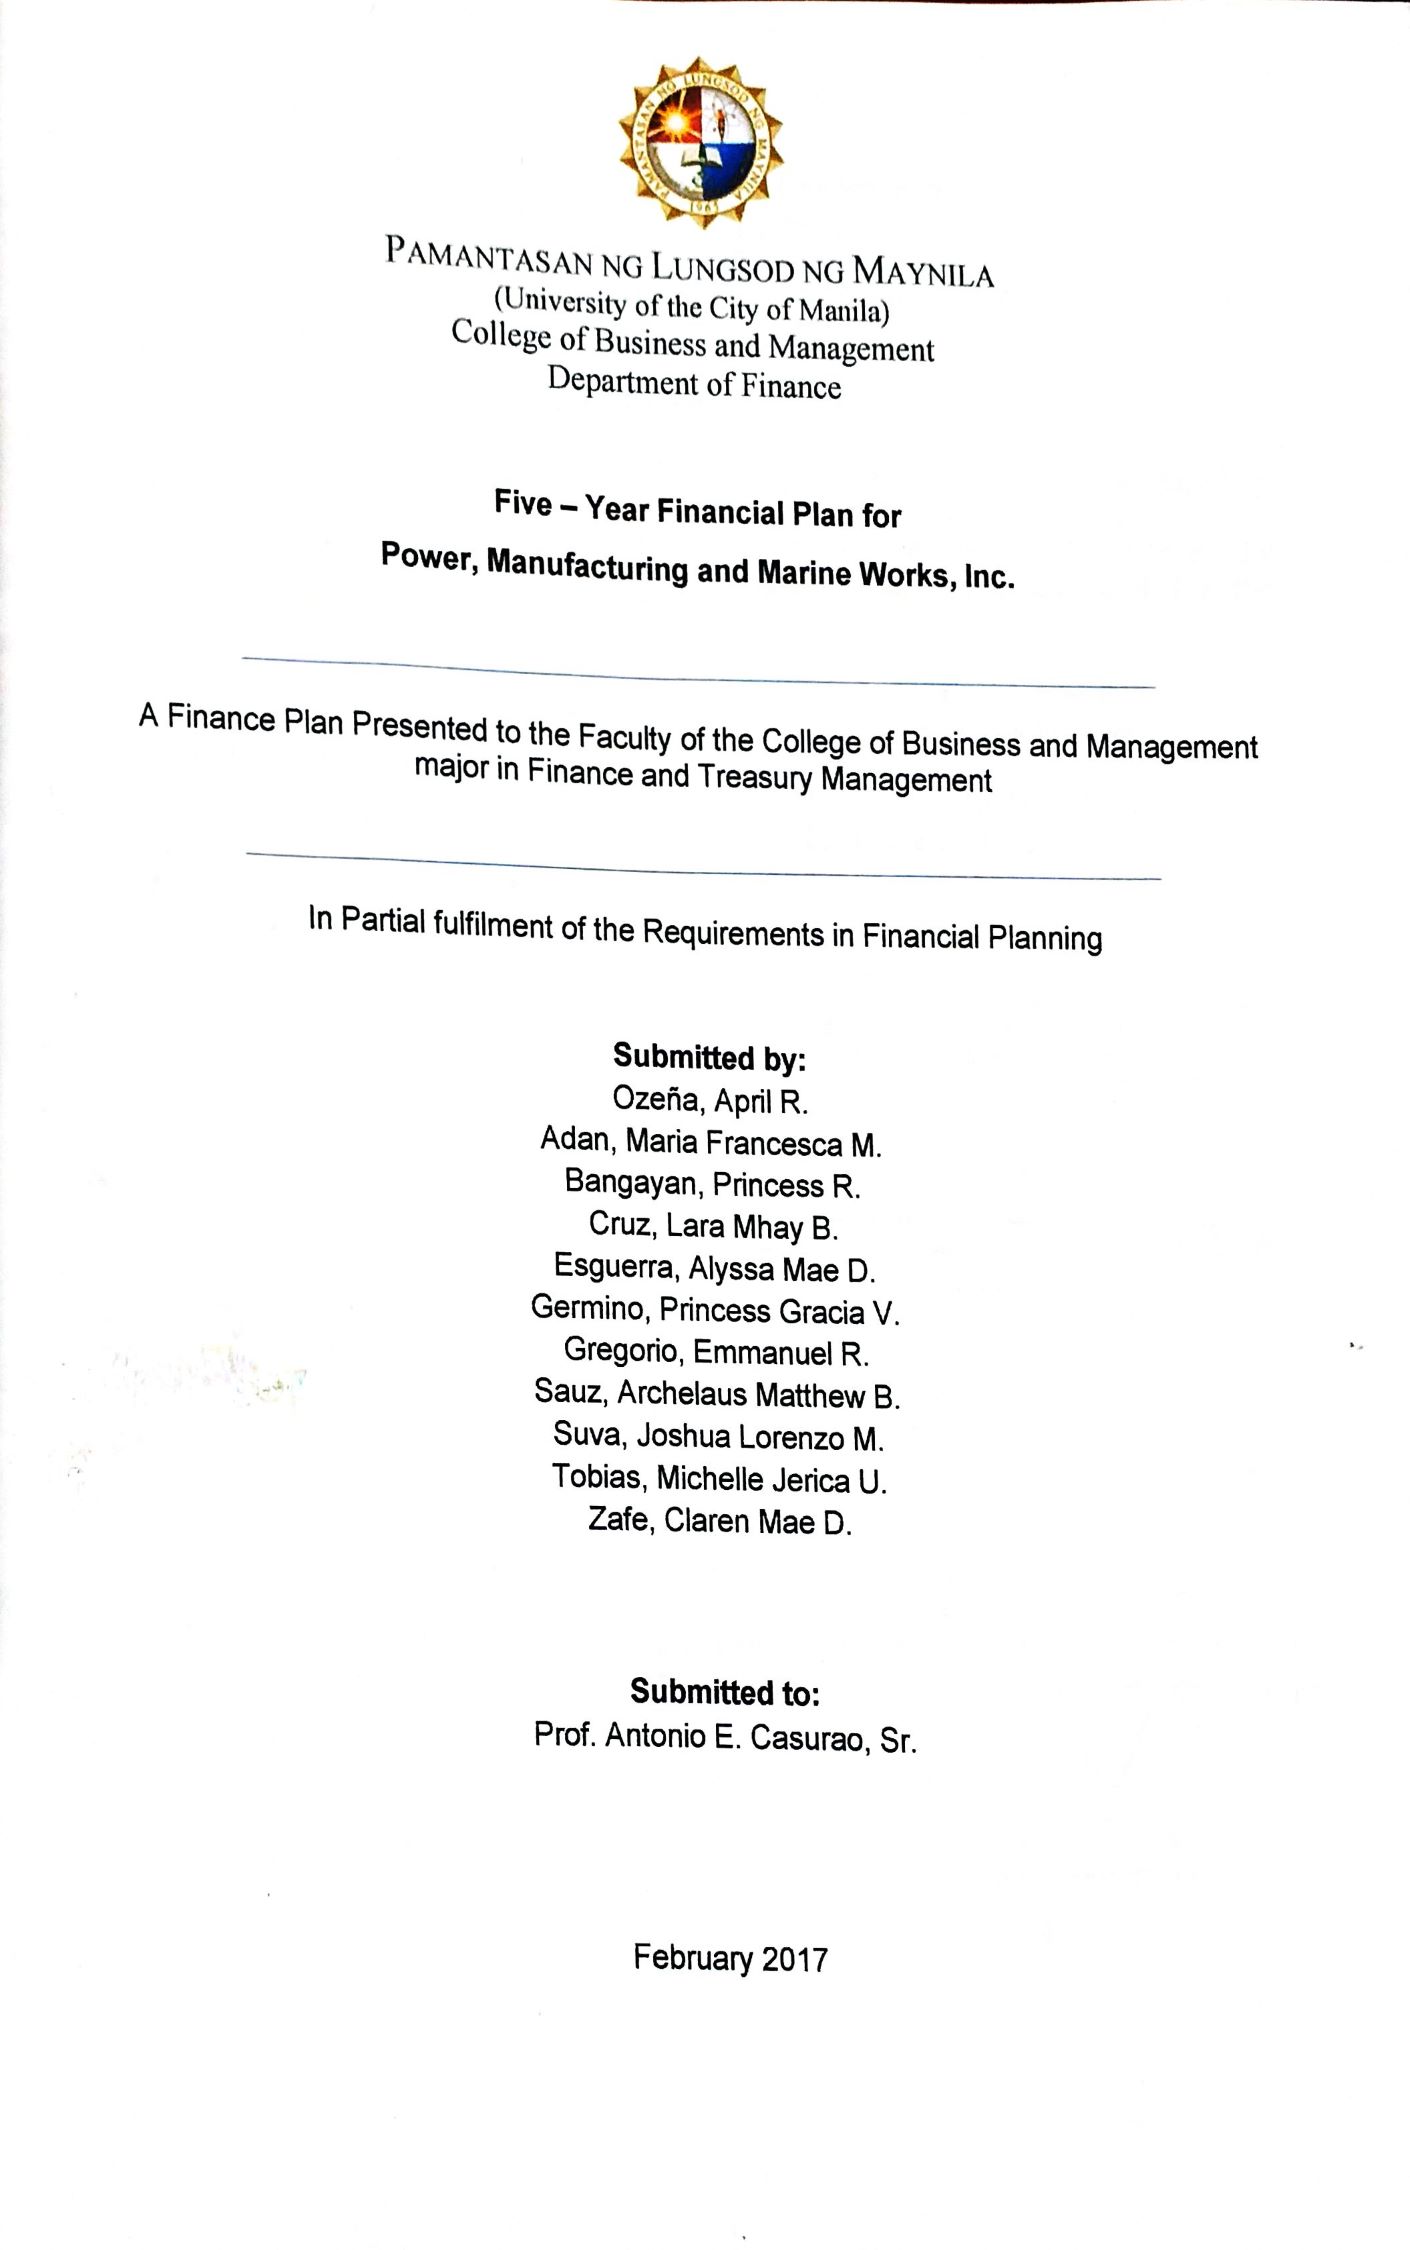 PAMANTASAN NG LUNGSOD NG MAYNILA
1965
PAMANTASAN NG LUNGSOD NG MAYNILA
(University of the City of Manila)
College of Business and Management
Department of Finance
Five – Year Financial Plan for
Power, Manufacturing and Marine Works, Inc.
A Finance Plan Presented to the Faculty of the College of Business and Management
major in Finance and Treasury Management
In Partial fulfilment of the Requirements in Financial Planning
Submitted by:
Ozeña, April R.
Adan, Maria Francesca M.
Bangayan, Princess R.
Cruz, Lara Mhay B.
Esguerra, Alyssa Mae D.
Germino, Princess Gracia V.
Gregorio, Emmanuel R.
Sauz, Archelaus Matthew B.
Suva, Joshua Lorenzo M.
Tobias, Michelle Jerica U.
Zafe, Claren Mae D.
Submitted to:
Prof. Antonio E. Casurao, Sr.
February 2017